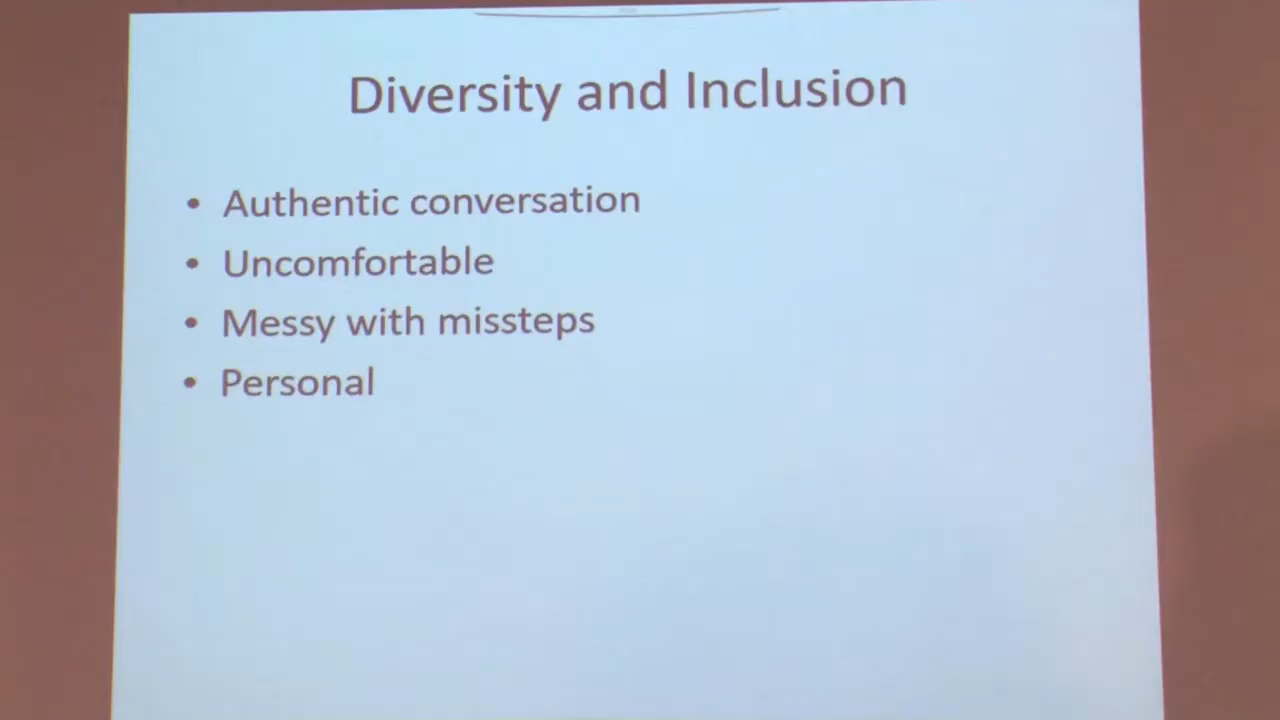 Diversity and Inclusion
• Authentic conversation
• Uncomfortable
• Messy with missteps
• Personal